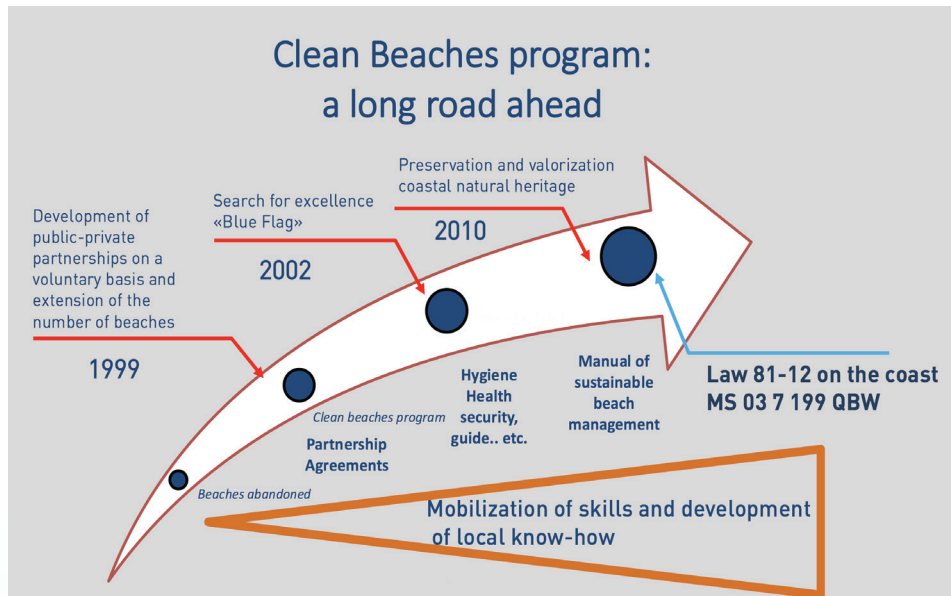 Clean Beaches program:
a long road ahead
Development of
public-private
partnerships on a
voluntary basis and
extension of the
number of beaches
1999
Search for excellence
«Blue Flag»
2002
Preservation and valorization
coastal natural heritage
2010
Beaches abandoned
Clean beaches program
Partnership
Agreements
Hygiene
Health
security,
guide.. etc.
Manual of
sustainable
beach
management
Law 81-12 on the coast
MS 03 7 199 QBW
Mobilization of skills and development
of local know-how